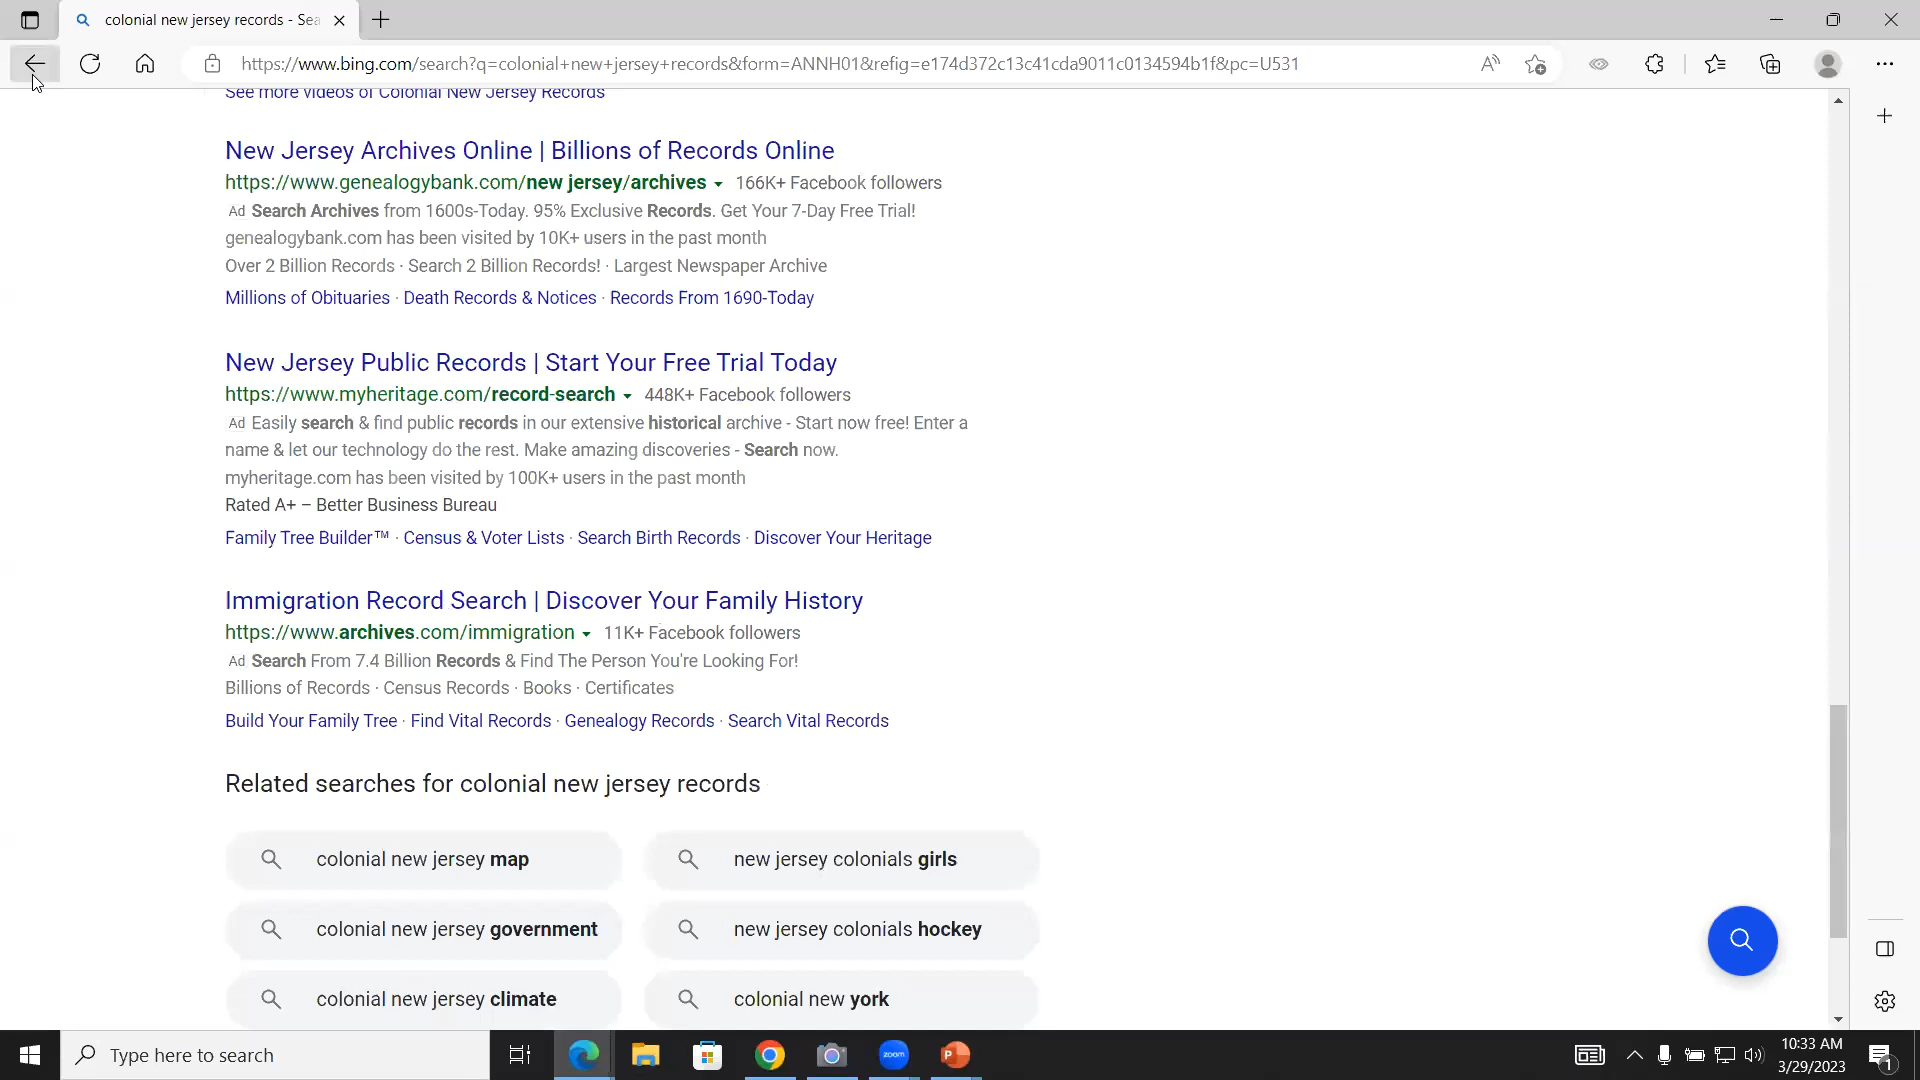 colonial new jersey records - Sea
https://www.bing.com/search?q=colonial+new+jersey+records&form=ANNH01&refig=e174d372c13c41cda9011c0134594b1f&pc=U531
See more videos of Colonial New Jersey Records
New Jersey Archives Online | Billions of Records Online
https://www.genealogybank.com/new jersey/archives 166K+ Facebook followers
Ad Search Archives from 1600s-Today. 95% Exclusive Records. Get Your 7-Day Free Trial!
genealogybank.com has been visited by 10K+ users in the past month
Over 2 Billion Records · Search 2 Billion Records! · Largest Newspaper Archive
Millions of Obituaries · Death Records & Notices · Records From 1690-Today
New Jersey Public Records | Start Your Free Trial Today
https://www.myheritage.com/record-search 448K+ Facebook followers
Ad Easily search & find public records in our extensive historical archive - Start now free! Enter a
name & let our technology do the rest. Make amazing discoveries - Search now.
myheritage.com has been visited by 100K+ users in the past month
Rated A+ – Better Business Bureau
Family Tree Builder™ · Census & Voter Lists · Search Birth Records · Discover Your Heritage
Immigration Record Search | Discover Your Family History
https://www.archives.com/immigration 11K+ Facebook followers
Ad Search From 7.4 Billion Records & Find The Person You're Looking For!
Billions of Records · Census Records · Books · Certificates
Build Your Family Tree · Find Vital Records · Genealogy Records · Search Vital Records
Related searches for colonial new jersey records
colonial new jersey map
new jersey colonials girls
colonial new jersey government
new jersey colonials hockey
colonial new jersey climate
colonial new york
Type here to search
zoom
P
10:33 AM
3/29/2023
1